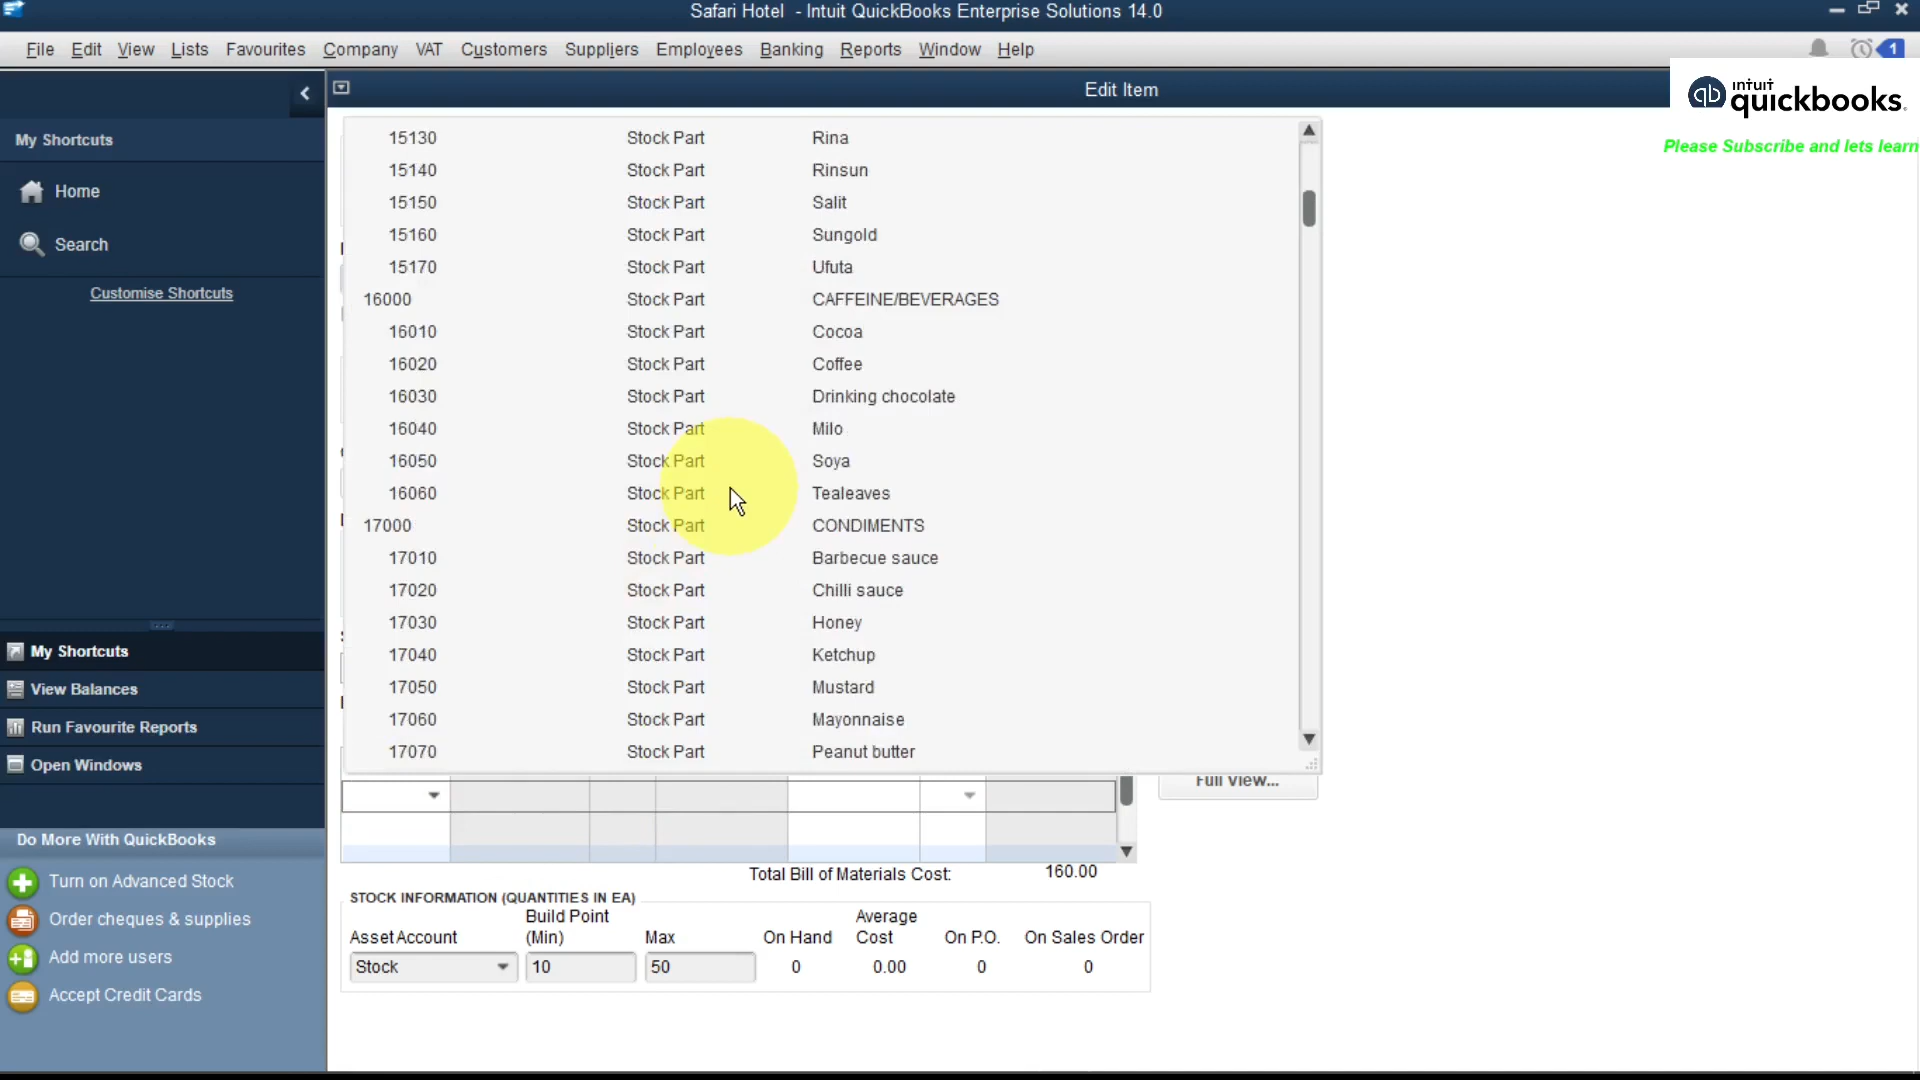 Safari Hotel - Intuit QuickBooks Enterprise Solutions 14.0
File Edit View Lists Favourites Company VAT Customers Suppliers Employees Banking Reports Window Help
1
Edit Item
intuit
qb quickbooks.
Please Subscribe and lets learn
My Shortcuts
Home
Search
Customise Shortcuts
My Shortcuts
View Balances
Run Favourite Reports
Open Windows
Do More With QuickBooks
Turn on Advanced Stock
Order cheques & supplies
Add more users
Accept Credit Cards
15130 Stock Part Rina
15140 Stock Part Rinsun
15150 Stock Part Salit
15160 Stock Part Sungold
15170 Stock Part Ufuta
16000 Stock Part CAFFEINE/BEVERAGES
16010 Stock Part Cocoa
16020 Stock Part Coffee
16030 Stock Part Drinking chocolate
16040 Stock Part Milo
16050 Stock Part Soya
16060 Stock Part Tealeaves
17000 Stock Part CONDIMENTS
17010 Stock Part Barbecue sauce
17020 Stock Part Chilli sauce
17030 Stock Part Honey
17040 Stock Part Ketchup
17050 Stock Part Mustard
17060 Stock Part Mayonnaise
17070 Stock Part Peanut butter
Full View...
Total Bill of Materials Cost: 160.00
STOCK INFORMATION (QUANTITIES IN EA)
Asset Account Build Point (Min) Max On Hand Average Cost On P.O. On Sales Order
Stock 10 50 0 0.00 0 0